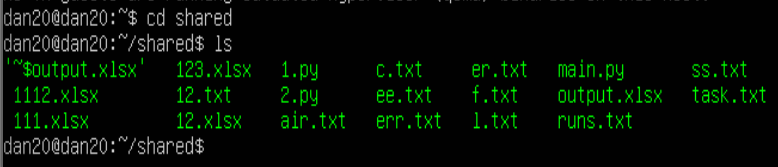 dan20@dan20:~$ cd shared
dan20@dan20:~/shared$ ls
'~$output.xlsx' 123.xlsx 1.py c.txt er.txt main.py ss.txt
1112.xlsx 12.txt 2.py ee.txt f.txt output.xlsx task.txt
111.xlsx 12.xlsx air.txt err.txt l.txt runs.txt
dan20@dan20:~/shared$